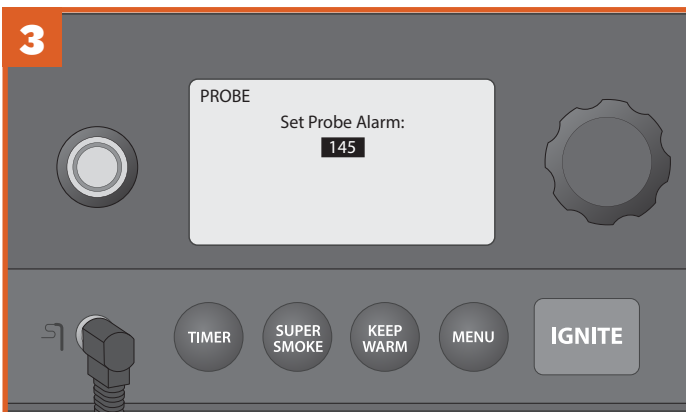 3
PROBE
Set Probe Alarm:
145
TIMER
SUPER
SMOKE
KEEP
WARM
MENU
IGNITE